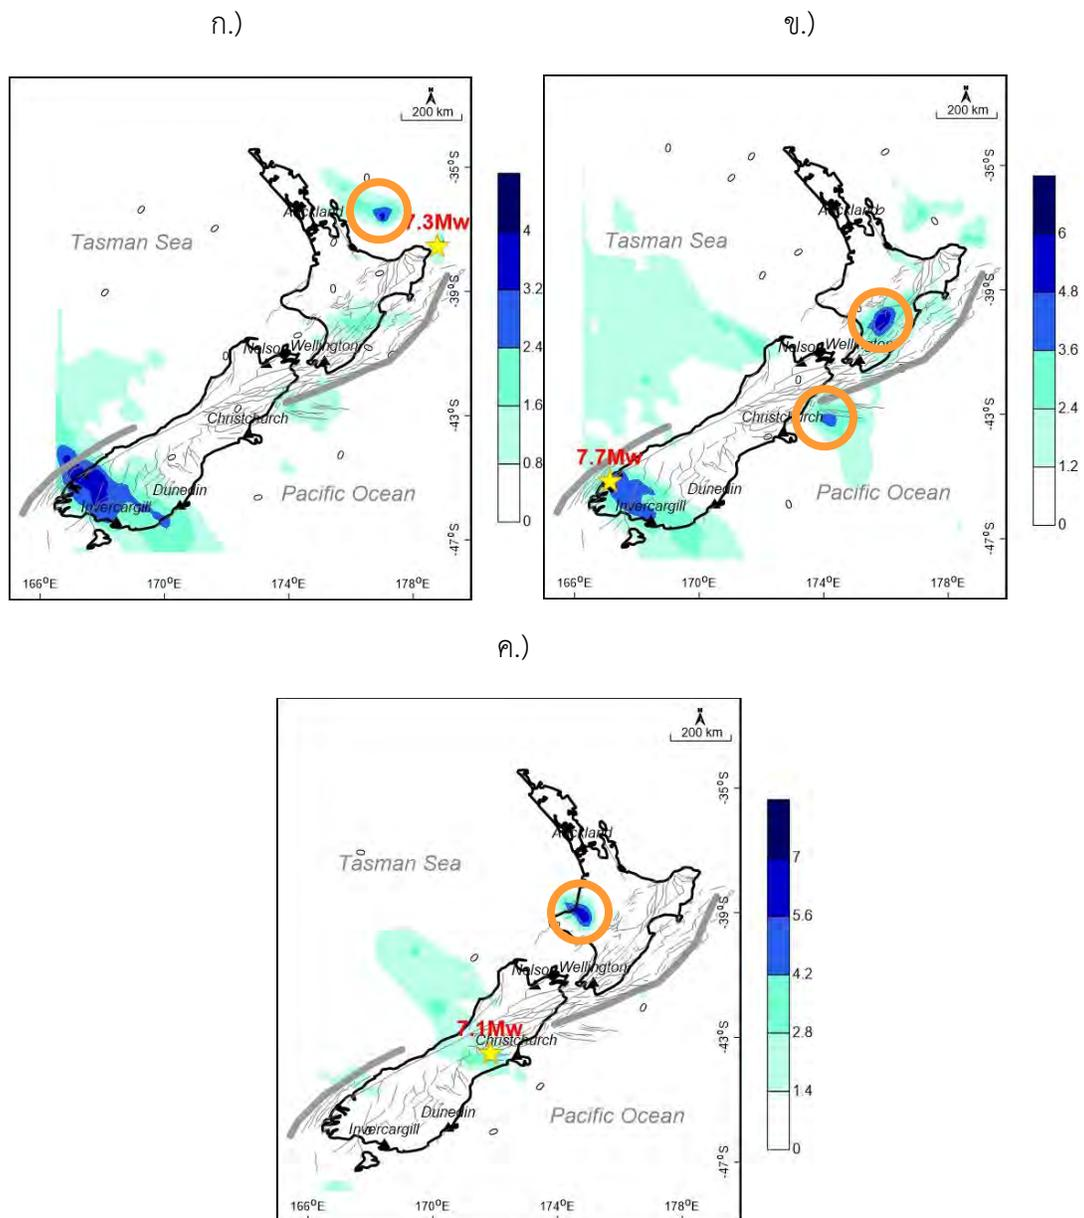 ก.)
ข.)
N
200 km
Tasman Sea
Auckland
7.3Mw
Nelson
Wellington
Christchurch
Dunedin
Invercargill
Pacific Ocean
-35°S
-39°S
-43°S
-47°S
166°E
170°E
174°E
178°E
4
3.2
2.4
1.6
0.8
0
N
200 km
Tasman Sea
Auckland
Nelson
Wellington
Christchurch
7.7Mw
Dunedin
Invercargill
Pacific Ocean
-35°S
-39°S
-43°S
-47°S
166°E
170°E
174°E
178°E
6
4.8
3.6
2.4
1.2
0
ค.)
N
200 km
Tasman Sea
Auckland
Nelson
Wellington
7.1Mw
Christchurch
Dunedin
Invercargill
Pacific Ocean
-35°S
-39°S
-43°S
-47°S
166°E
170°E
174°E
178°E
7
5.6
4.2
2.8
1.4
0